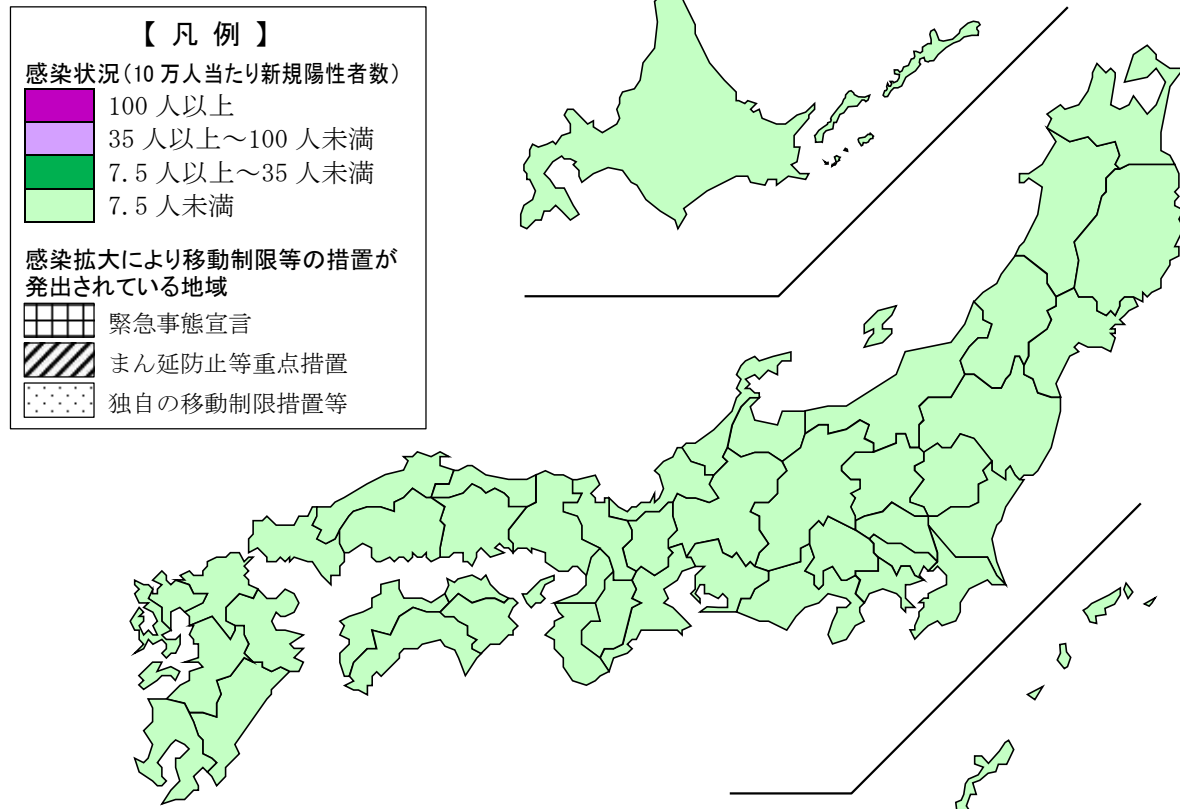 【 凡 例 】
感染状況(10 万人当たり新規陽性者数)
100 人以上
35 人以上～100 人未満
7.5 人以上～35 人未満
7.5 人未満
感染拡大により移動制限等の措置が
発出されている地域
緊急事態宣言
まん延防止等重点措置
独自の移動制限措置等